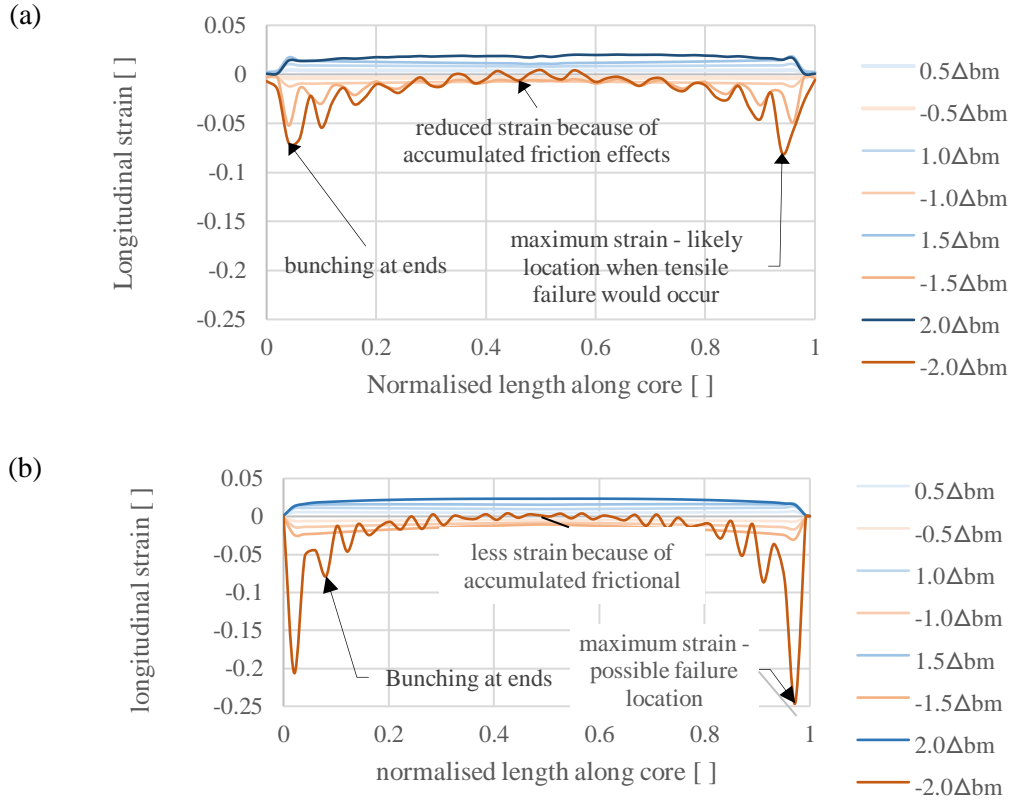 (a)
Longitudinal strain [ ]
0.05
0
-0.05
-0.1
-0.15
-0.2
-0.25
reduced strain because of
accumulated friction effects
bunching at ends
maximum strain - likely
location when tensile
failure would occur
0 0.2 0.4 0.6 0.8 1
Normalised length along core [ ]
0.5Δbm
-0.5Δbm
1.0Δbm
-1.0Δbm
1.5Δbm
-1.5Δbm
2.0Δbm
-2.0Δbm
(b)
longitudinal strain [ ]
0.05
0
-0.05
-0.1
-0.15
-0.2
-0.25
less strain because of
accumulated frictional
Bunching at ends
maximum strain -
possible failure
location
0 0.2 0.4 0.6 0.8 1
normalised length along core [ ]
0.5Δbm
-0.5Δbm
1.0Δbm
-1.0Δbm
1.5Δbm
-1.5Δbm
2.0Δbm
-2.0Δbm